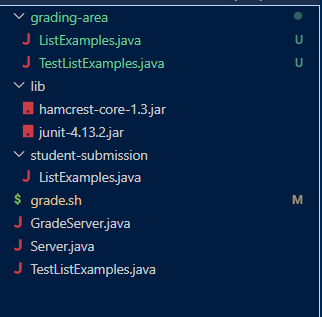 grading-area
J ListExamples.java U
J TestListExamples.java U
lib
hamcrest-core-1.3.jar
junit-4.13.2.jar
student-submission
J ListExamples.java
$ grade.sh M
J GradeServer.java
J Server.java
J TestListExamples.java